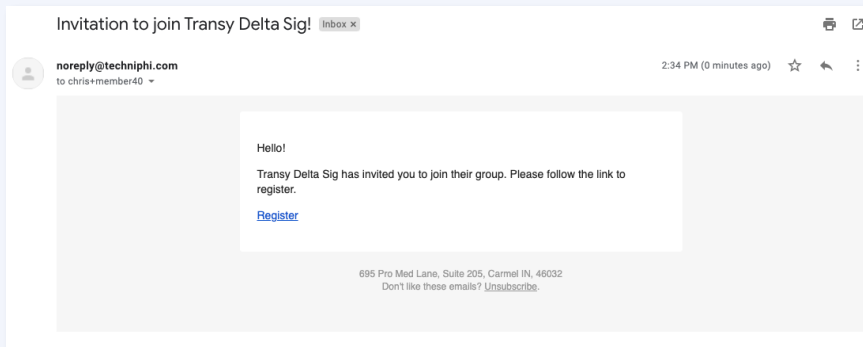 Invitation to join Transy Delta Sig! Inbox ×
noreply@techniphi.com 2:34 PM (0 minutes ago)
to chris+member40
Hello!
Transy Delta Sig has invited you to join their group. Please follow the link to
register.
Register
695 Pro Med Lane, Suite 205, Carmel IN, 46032
Don't like these emails? Unsubscribe.